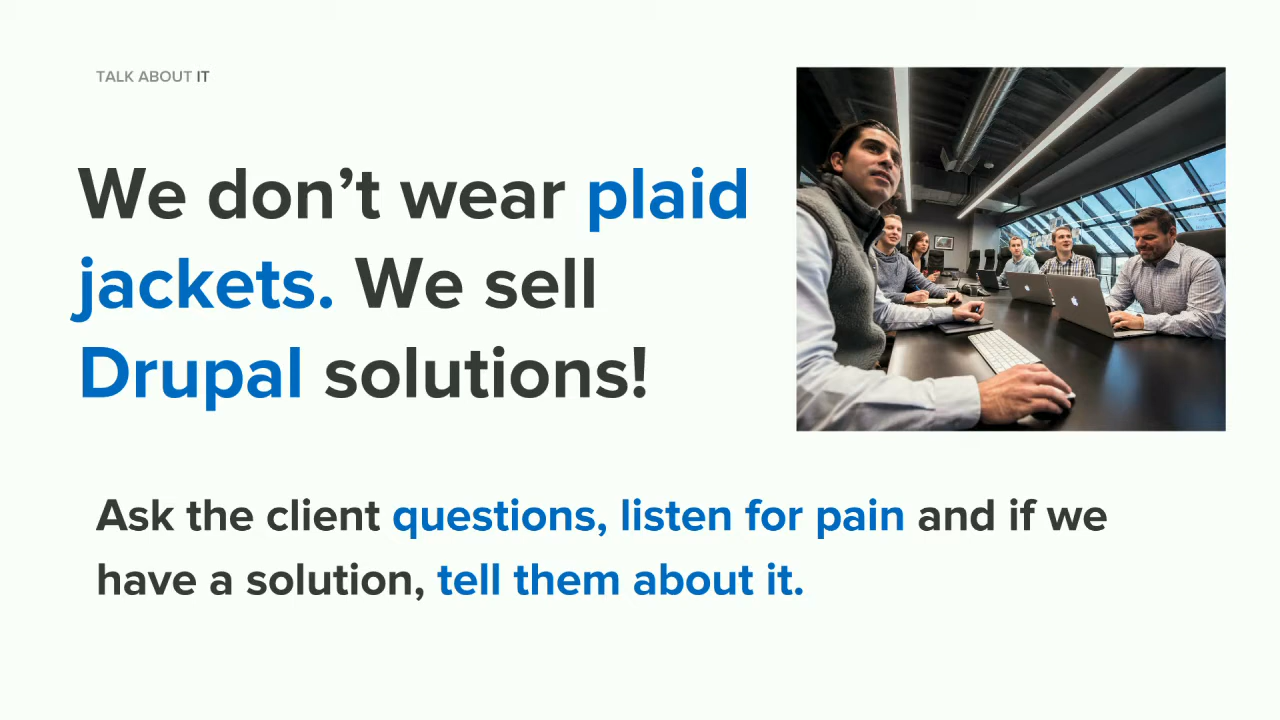 TALK ABOUT IT
We don’t wear plaid
jackets. We sell
Drupal solutions!
Ask the client questions, listen for pain and if we
have a solution, tell them about it.